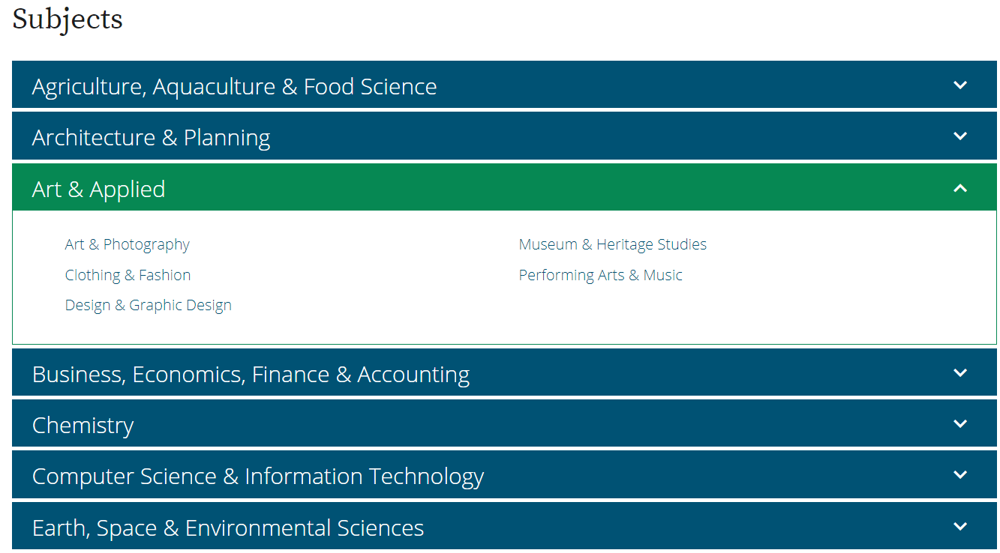 Subjects
Agriculture, Aquaculture & Food Science
Architecture & Planning
Art & Applied
Art & Photography
Clothing & Fashion
Design & Graphic Design
Museum & Heritage Studies
Performing Arts & Music
Business, Economics, Finance & Accounting
Chemistry
Computer Science & Information Technology
Earth, Space & Environmental Sciences